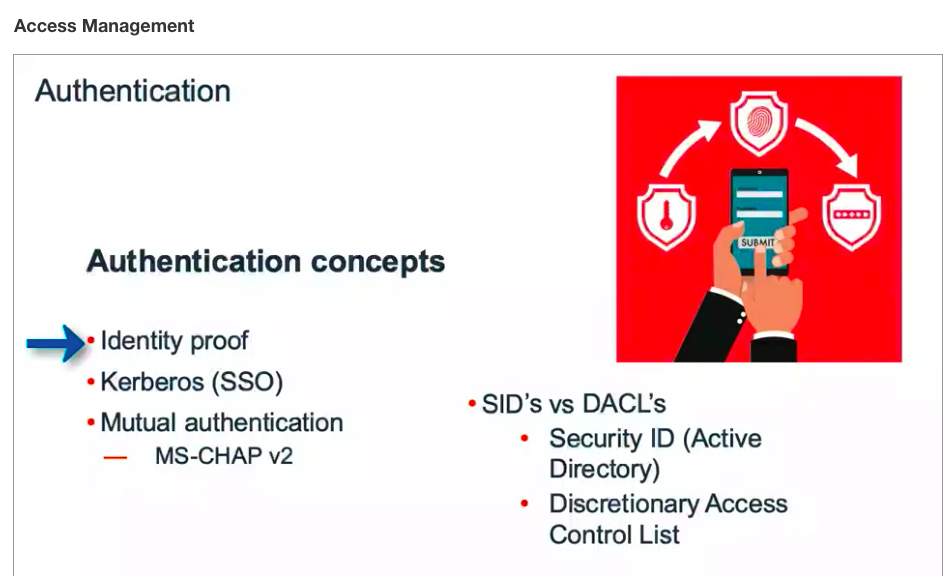 Access Management
Authentication
SUBMIT
Authentication concepts
• Identity proof
• Kerberos (SSO)
• Mutual authentication
— MS-CHAP v2
• SID's vs DACL's
• Security ID (Active
Directory)
• Discretionary Access
Control List